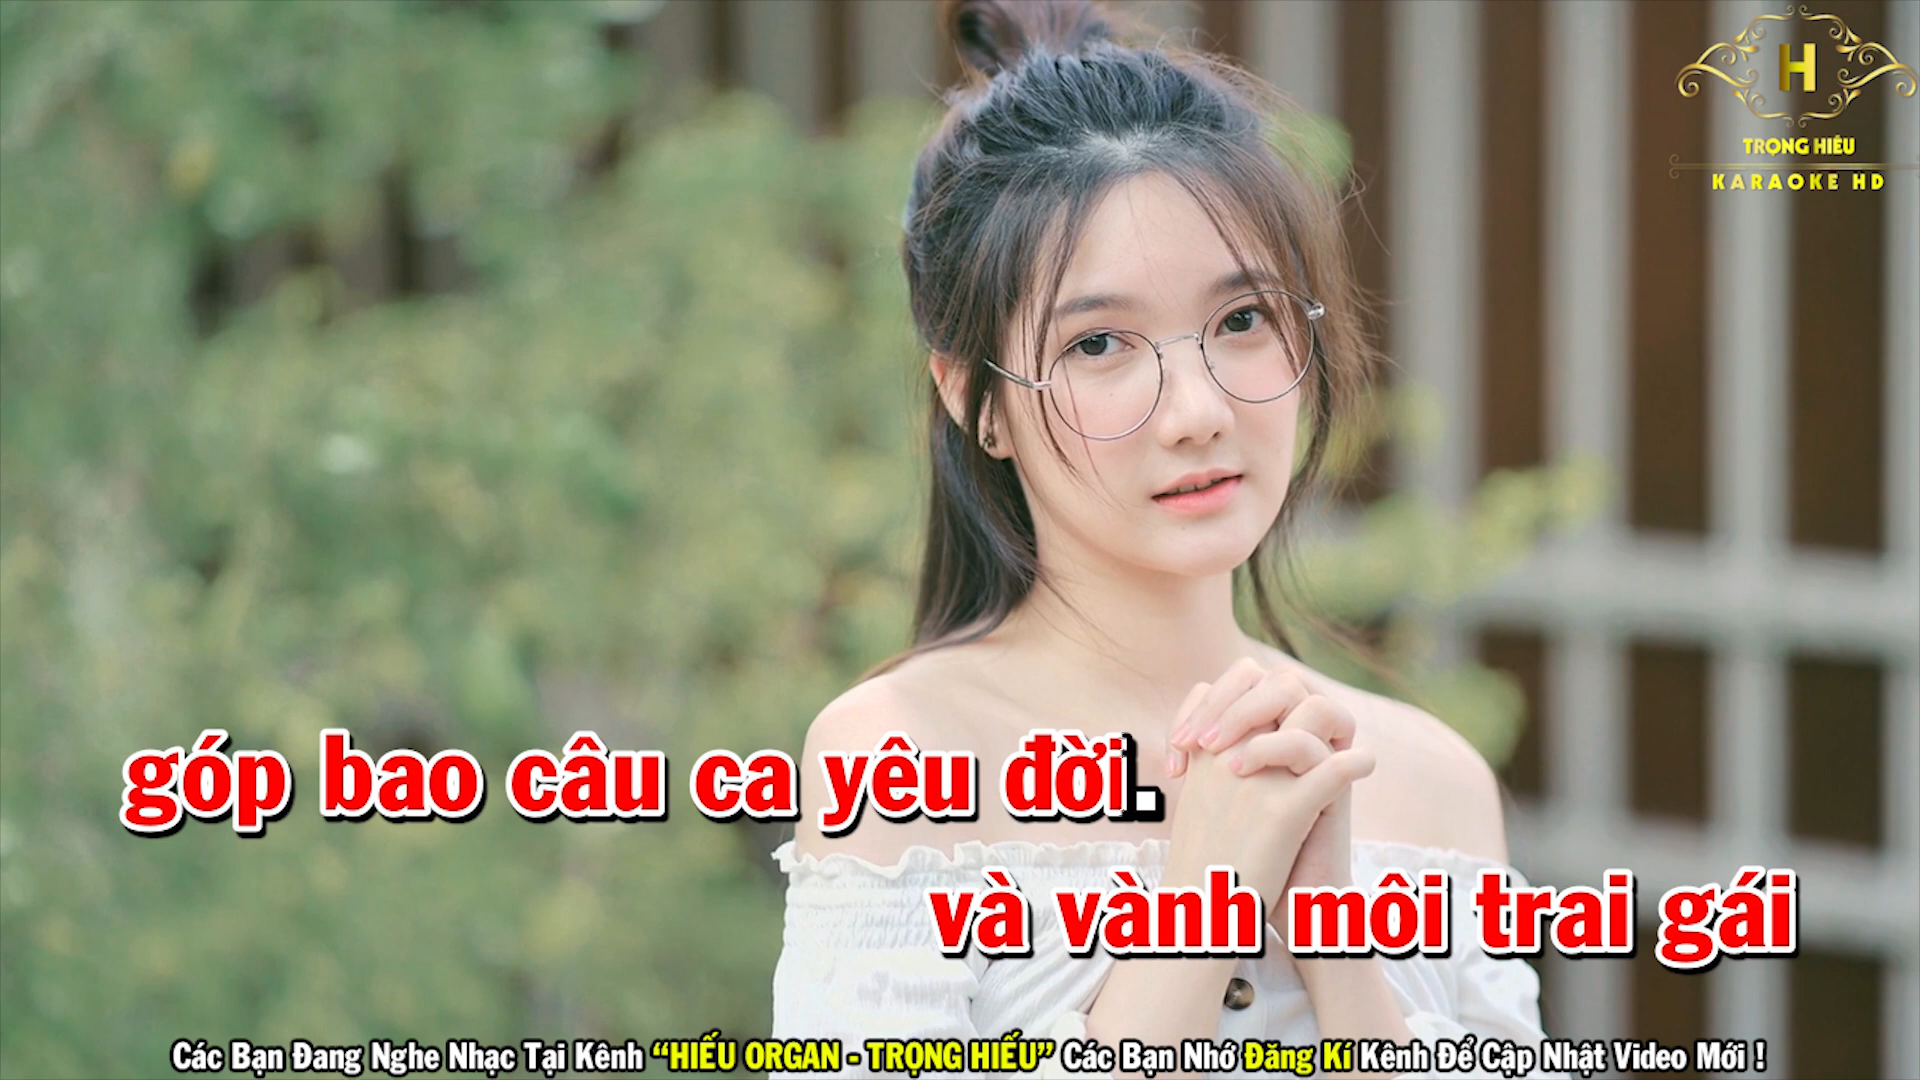 H
TRỌNG HIẾU
KARAOKE HD
góp bao câu ca yêu đời.
và vành môi trai gái
Các Bạn Đang Nghe Nhạc Tại Kênh “HIẾU ORGAN - TRỌNG HIẾU” Các Bạn Nhớ Đăng Kí Kênh Để Cập Nhật Video Mới !